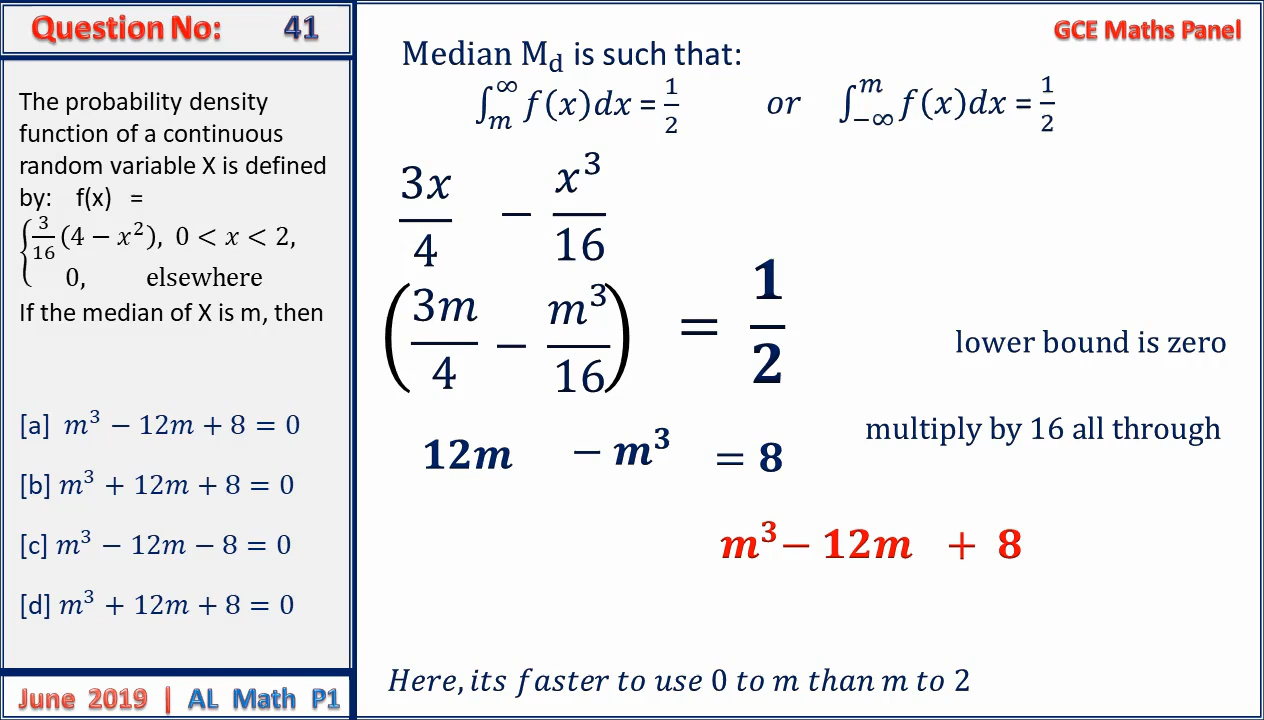 Question No: 41
The probability density
function of a continuous
random variable X is defined
by: f(x) =
{ 3/16 (4 − x²), 0 < x < 2,
0, elsewhere
If the median of X is m, then
[a] m³ − 12m + 8 = 0
[b] m³ + 12m + 8 = 0
[c] m³ − 12m − 8 = 0
[d] m³ + 12m + 8 = 0
June 2019 | AL Math P1
GCE Maths Panel
Median M_d is such that:
∫_m^∞ f(x)dx = 1/2 or ∫_{−∞}^m f(x)dx = 1/2
3x/4 − x³/16
(3m/4 − m³/16) = 1/2
lower bound is zero
multiply by 16 all through
12m − m³ = 8
m³ − 12m + 8
Here, its faster to use 0 to m than m to 2